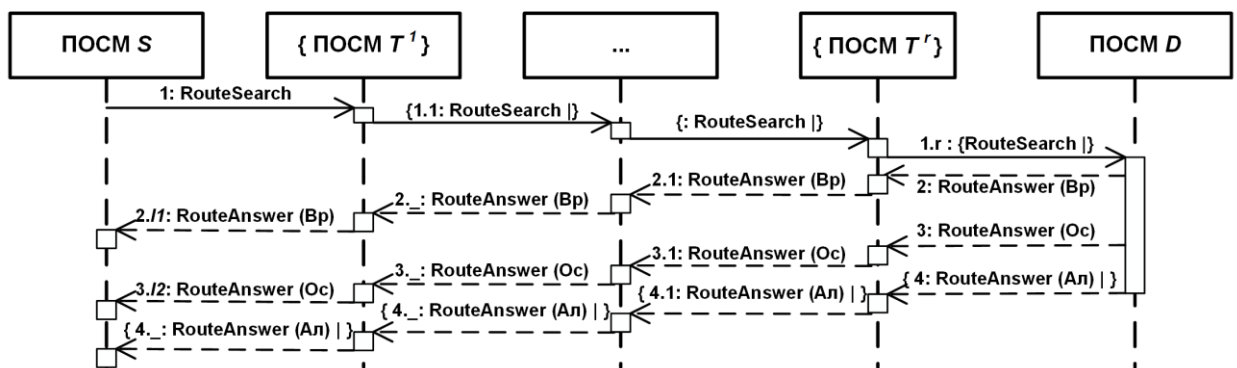 ПОСМ S
{ ПОСМ T ¹ }
...
{ ПОСМ T ʳ}
ПОСМ D
1: RouteSearch
{1.1: RouteSearch |}
{: RouteSearch |}
1.r : {RouteSearch |}
2: RouteAnswer (Вр)
2.1: RouteAnswer (Вр)
2._: RouteAnswer (Вр)
2.l1: RouteAnswer (Вр)
3: RouteAnswer (Ос)
3.1: RouteAnswer (Ос)
3._: RouteAnswer (Ос)
3.l2: RouteAnswer (Ос)
{ 4: RouteAnswer (Ал) | }
{ 4.1: RouteAnswer (Ал) | }
{ 4._: RouteAnswer (Ал) | }
{ 4._: RouteAnswer (Ал) | }